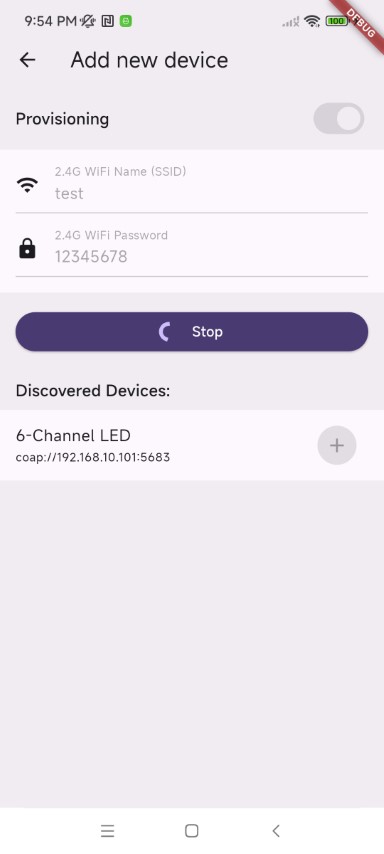 9:54 PM
100
DEBUG
Add new device
Provisioning
2.4G WiFi Name (SSID)
test
2.4G WiFi Password
12345678
Stop
Discovered Devices:
6-Channel LED
coap://192.168.10.101:5683